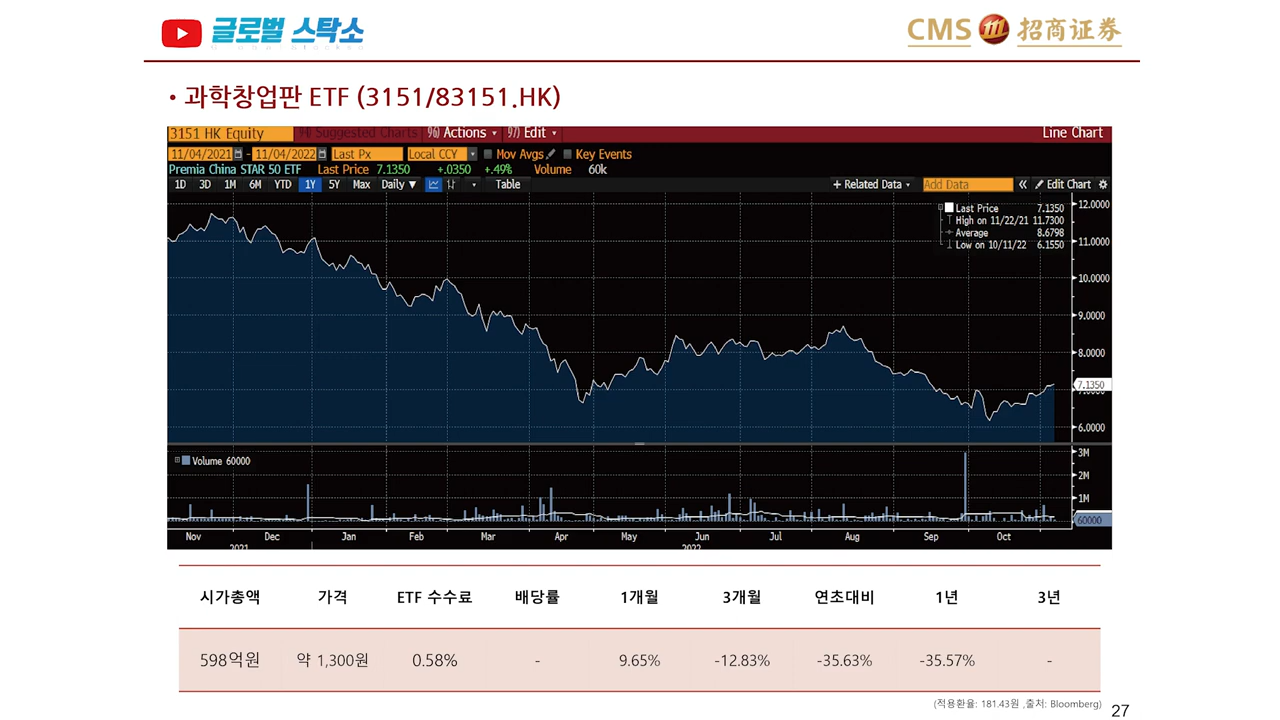 글로벌 스탁소
CMS 招商证券
• 과학창업판 ETF (3151/83151.HK)
3151 HK Equity 94) Suggested Charts 96) Actions 97) Edit Line Chart
11/04/2021 - 11/04/2022 Last Px Local CCY Mov Avgs Key Events
Premia China STAR 50 ETF Last Price 7.1350 +.0350 +.49% Volume 60k
1D 3D 1M 6M YTD 1Y 5Y Max Daily ▼ Table + Related Data Add Data « Edit Chart
Last Price 7.1350
High on 11/22/21 11.7300
Average 8.6798
Low on 10/11/22 6.1550
12.0000
11.0000
10.0000
9.0000
8.0000
7.1350
7.0000
6.0000
Volume 60000
3M
2M
1M
60000
Nov Dec Jan Feb Mar Apr May Jun Jul Aug Sep Oct
2021 2022
시가총액 가격 ETF 수수료 배당률 1개월 3개월 연초대비 1년 3년
598억원 약 1,300원 0.58% - 9.65% -12.83% -35.63% -35.57% -
(적용환율: 181.43원 ,출처: Bloomberg)
27